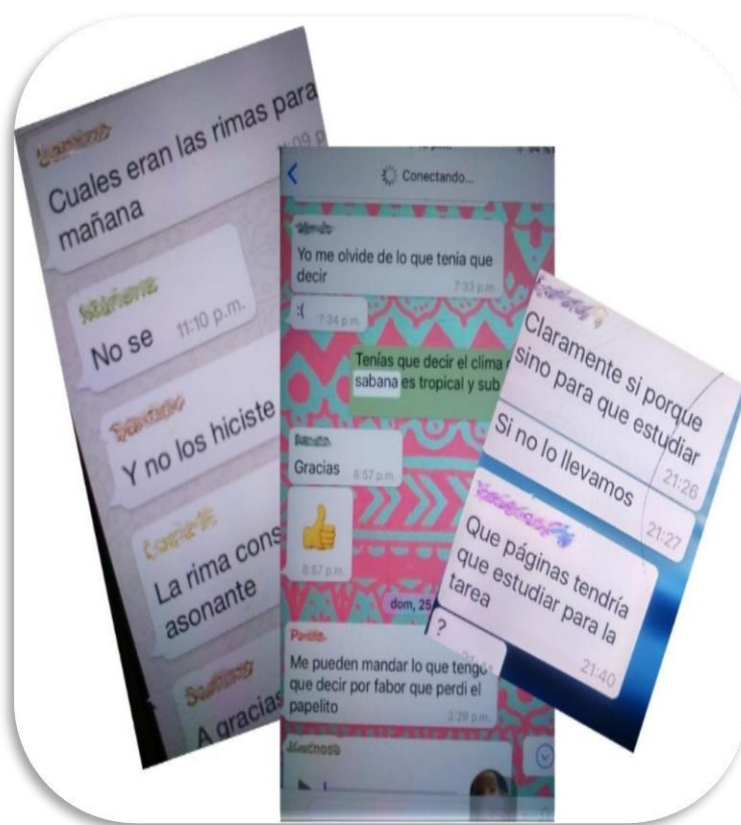 Cuales eran las rimas para
mañana
11:09 p
No se
11:10 p.m.
Y no los hiciste
La rima cons
asonante
A gracias
Conectando...
Yo me olvide de lo que tenia que
decir
7:33 p.m.
:(
7:34 p.m.
Tenías que decir el clima
sabana es tropical y sub
Gracias
8:57 p.m.
8:57 p.m.
dom, 25
Me pueden mandar lo que tengo
que decir por fabor que perdi el
papelito
3:29 p.m.
Claramente si porque
sino para que estudiar
21:26
Si no lo llevamos
21:27
Que páginas tendría
que estudiar para la
tarea
21:40
?